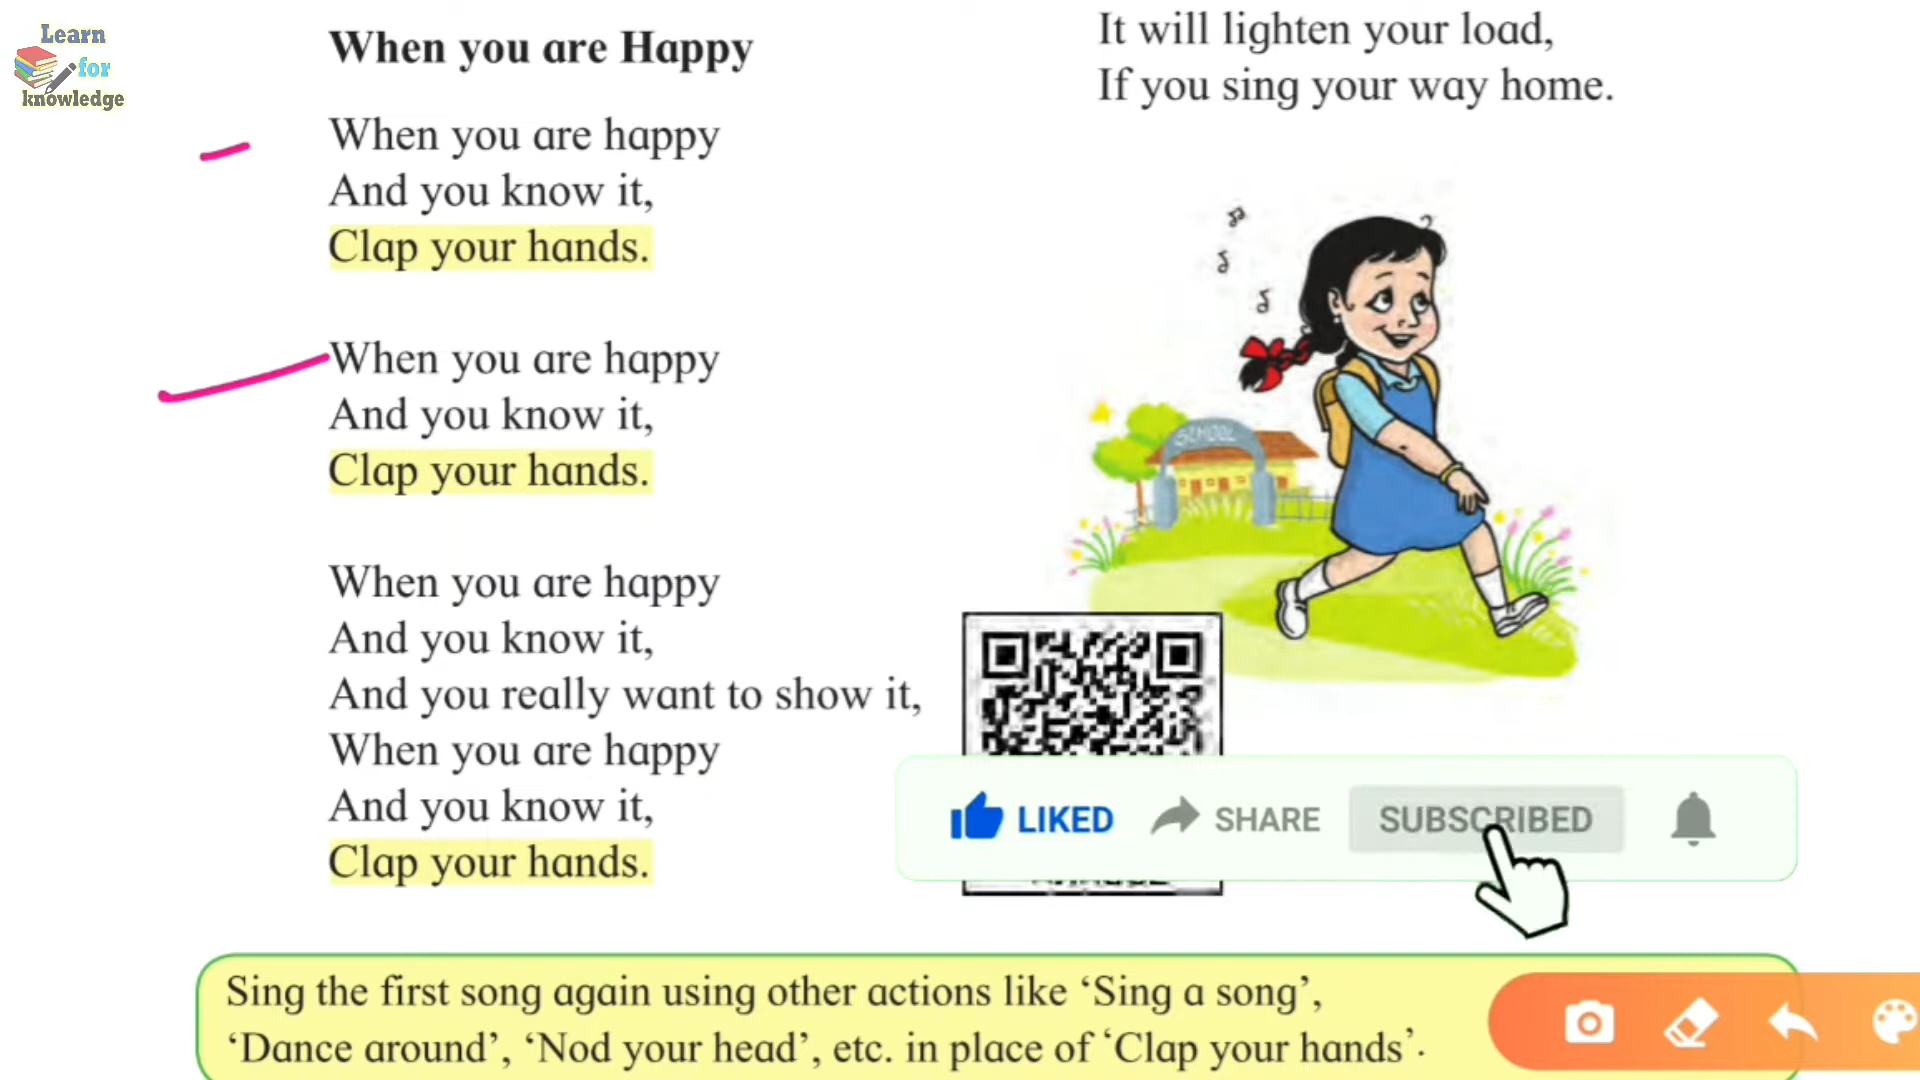 Learn
for
knowledge
When you are Happy
When you are happy
And you know it,
Clap your hands.
When you are happy
And you know it,
Clap your hands.
When you are happy
And you know it,
And you really want to show it,
When you are happy
And you know it,
Clap your hands.
It will lighten your load,
If you sing your way home.
SCHOOL
LIKED SHARE SUBSCRIBED
Sing the first song again using other actions like ‘Sing a song’,
‘Dance around’, ‘Nod your head’, etc. in place of ‘Clap your hands’.